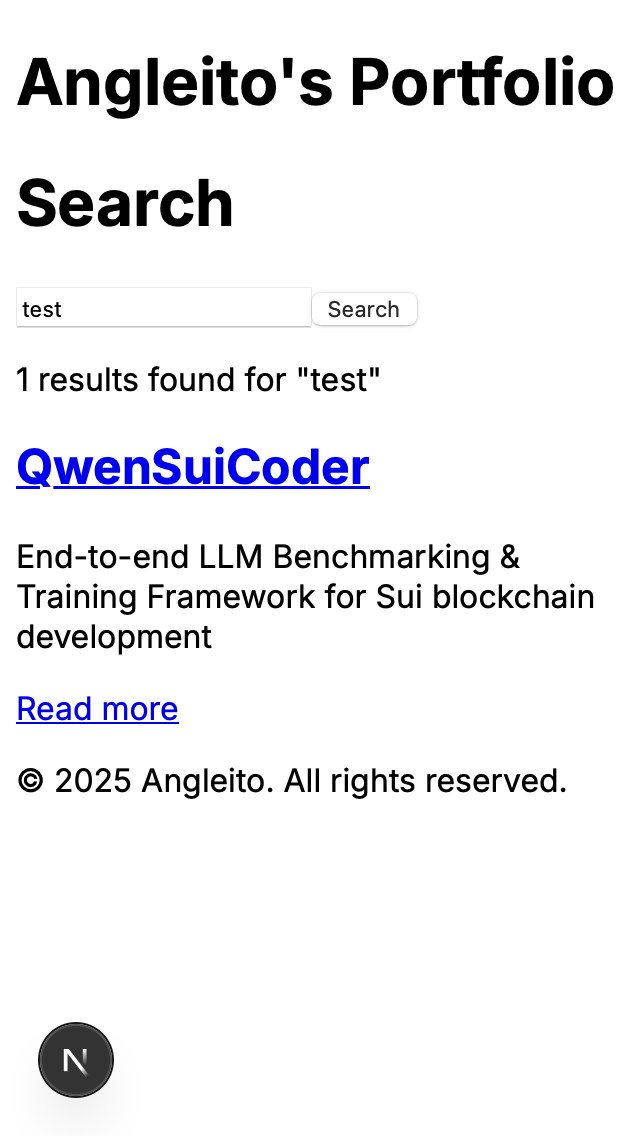 Angleito's Portfolio
Search
test
Search
1 results found for "test"
QwenSuiCoder
End-to-end LLM Benchmarking &
Training Framework for Sui blockchain
development
Read more
© 2025 Angleito. All rights reserved.
N